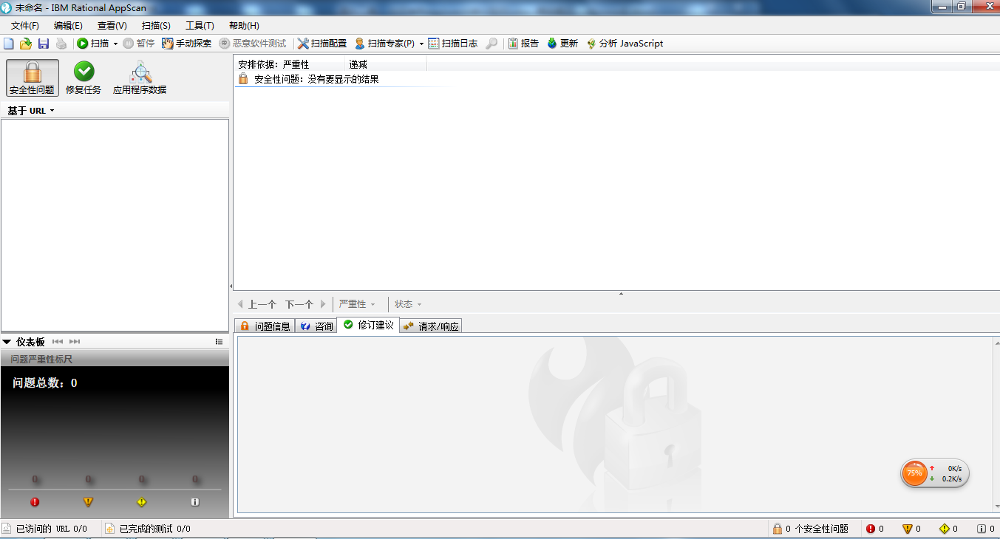 未命名 - IBM Rational AppScan
文件(F) 编辑(E) 查看(V) 扫描(S) 工具(T) 帮助(H)
扫描 暂停 手动探索 恶意软件测试 扫描配置 扫描专家(P) 扫描日志 报告 更新 分析 JavaScript
安全性问题 修复任务 应用程序数据
基于 URL
安排依据: 严重性 递减
安全性问题: 没有要显示的结果
上一个 下一个 严重性 状态
问题信息 咨询 修订建议 请求/响应
仪表板
问题严重性标尺
问题总数: 0
0 0 0 0
75% 0K/s
0.2K/s
已访问的 URL 0/0 已完成的测试 0/0 0 个安全性问题 0 0 0 0